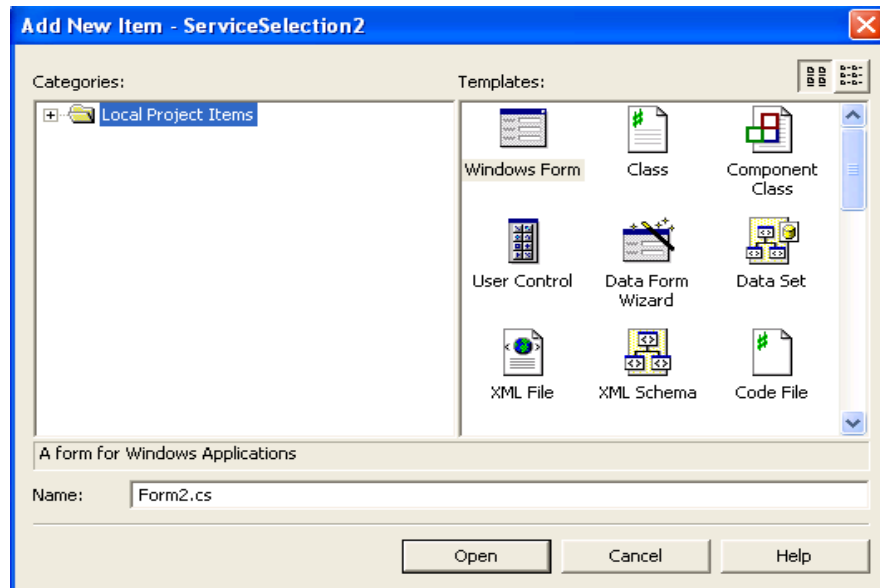 Add New Item - ServiceSelection2
Categories:
Templates:
Local Project Items
Windows Form
Class
Component
Class
User Control
Data Form
Wizard
Data Set
XML File
XML Schema
Code File
A form for Windows Applications
Name:
Form2.cs
Open
Cancel
Help